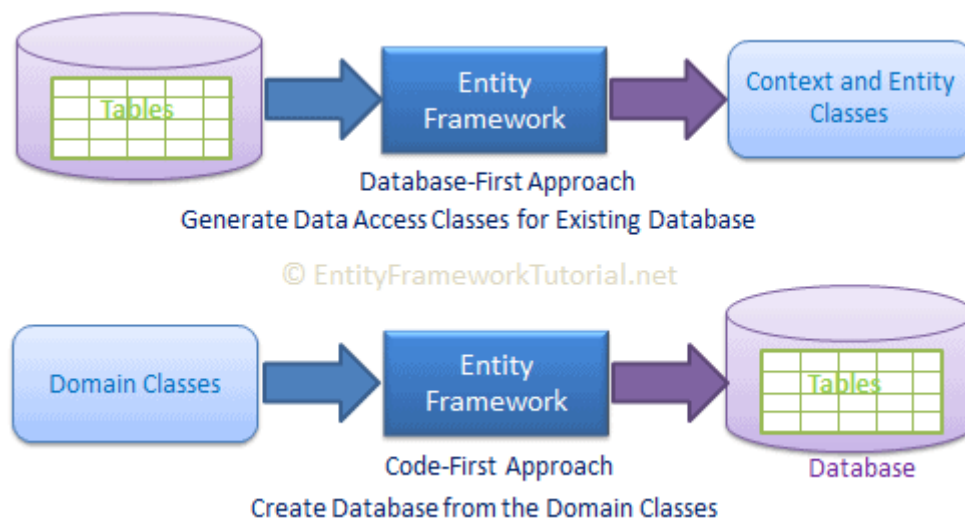 Tables
Entity
Framework
Context and Entity
Classes
Database-First Approach
Generate Data Access Classes for Existing Database
© EntityFrameworkTutorial.net
Domain Classes
Entity
Framework
Tables
Database
Code-First Approach
Create Database from the Domain Classes